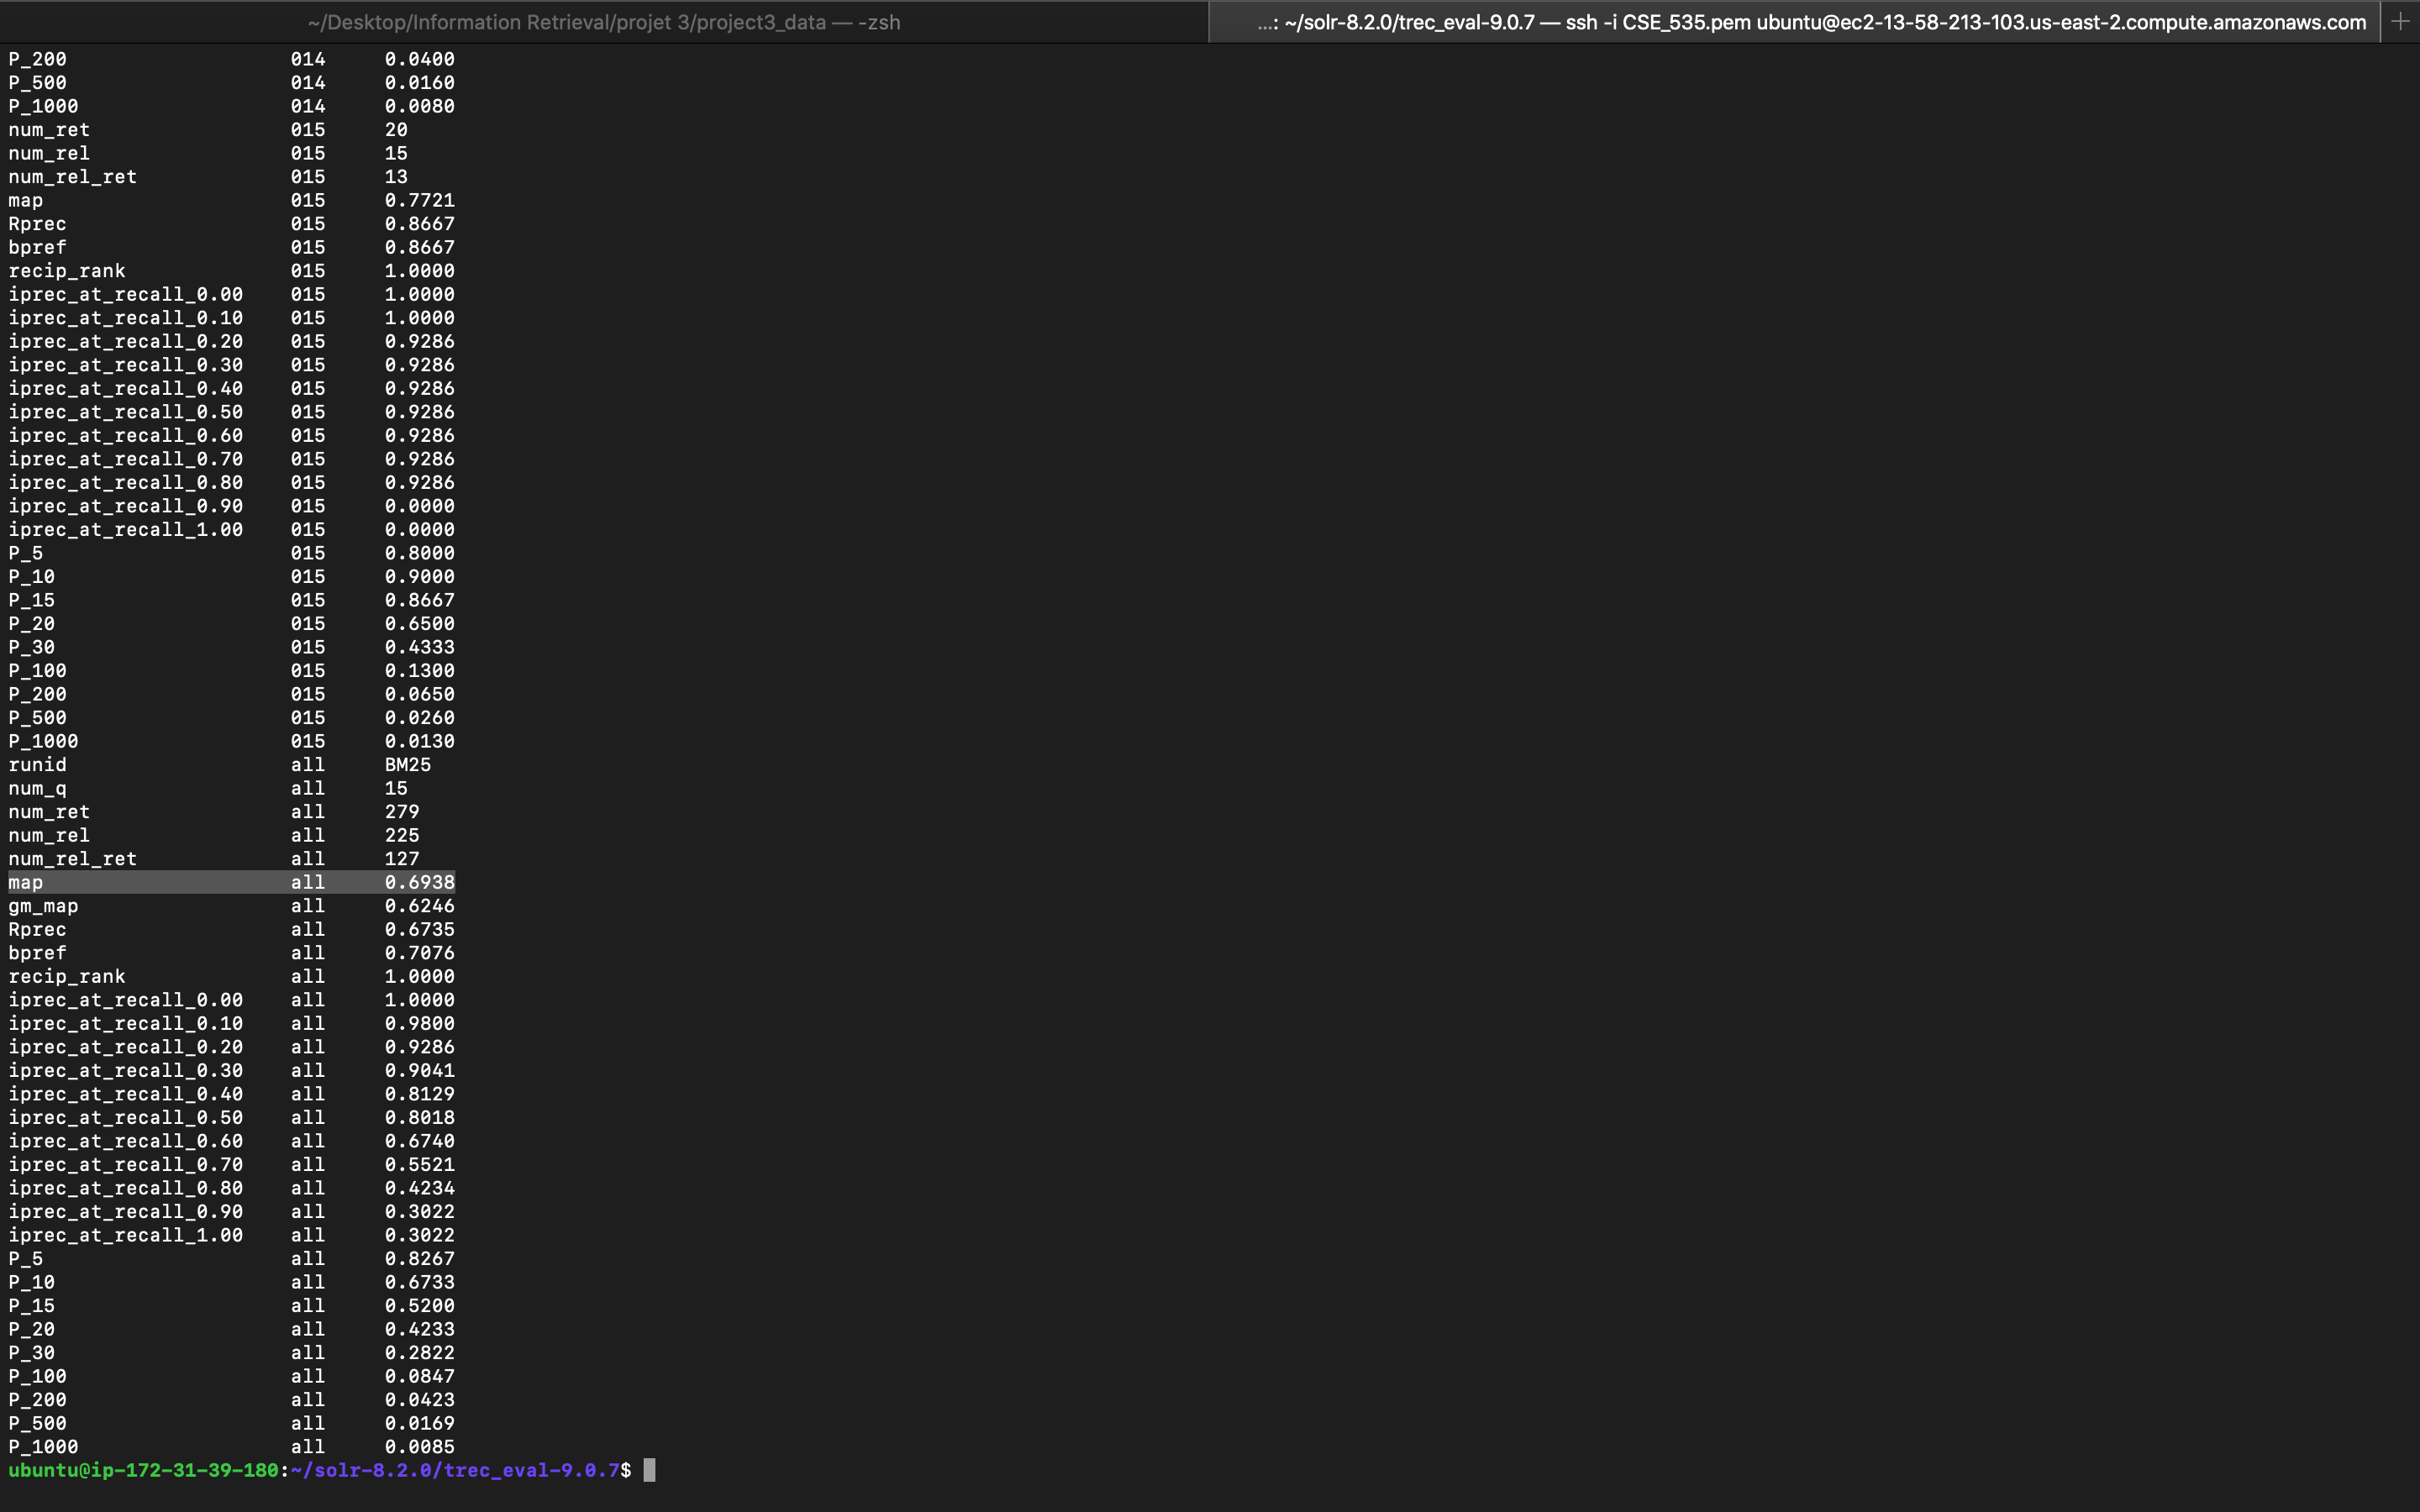 ~/Desktop/Information Retrieval/projet 3/project3_data — -zsh
...: ~/solr-8.2.0/trec_eval-9.0.7 — ssh -i CSE_535.pem ubuntu@ec2-13-58-213-103.us-east-2.compute.amazonaws.com +
P_200 014 0.0400
P_500 014 0.0160
P_1000 014 0.0080
num_ret 015 20
num_rel 015 15
num_rel_ret 015 13
map 015 0.7721
Rprec 015 0.8667
bpref 015 0.8667
recip_rank 015 1.0000
iprec_at_recall_0.00 015 1.0000
iprec_at_recall_0.10 015 1.0000
iprec_at_recall_0.20 015 0.9286
iprec_at_recall_0.30 015 0.9286
iprec_at_recall_0.40 015 0.9286
iprec_at_recall_0.50 015 0.9286
iprec_at_recall_0.60 015 0.9286
iprec_at_recall_0.70 015 0.9286
iprec_at_recall_0.80 015 0.9286
iprec_at_recall_0.90 015 0.0000
iprec_at_recall_1.00 015 0.0000
P_5 015 0.8000
P_10 015 0.9000
P_15 015 0.8667
P_20 015 0.6500
P_30 015 0.4333
P_100 015 0.1300
P_200 015 0.0650
P_500 015 0.0260
P_1000 015 0.0130
runid all BM25
num_q all 15
num_ret all 279
num_rel all 225
num_rel_ret all 127
map all 0.6938
gm_map all 0.6246
Rprec all 0.6735
bpref all 0.7076
recip_rank all 1.0000
iprec_at_recall_0.00 all 1.0000
iprec_at_recall_0.10 all 0.9800
iprec_at_recall_0.20 all 0.9286
iprec_at_recall_0.30 all 0.9041
iprec_at_recall_0.40 all 0.8129
iprec_at_recall_0.50 all 0.8018
iprec_at_recall_0.60 all 0.6740
iprec_at_recall_0.70 all 0.5521
iprec_at_recall_0.80 all 0.4234
iprec_at_recall_0.90 all 0.3022
iprec_at_recall_1.00 all 0.3022
P_5 all 0.8267
P_10 all 0.6733
P_15 all 0.5200
P_20 all 0.4233
P_30 all 0.2822
P_100 all 0.0847
P_200 all 0.0423
P_500 all 0.0169
P_1000 all 0.0085
ubuntu@ip-172-31-39-180:~/solr-8.2.0/trec_eval-9.0.7$